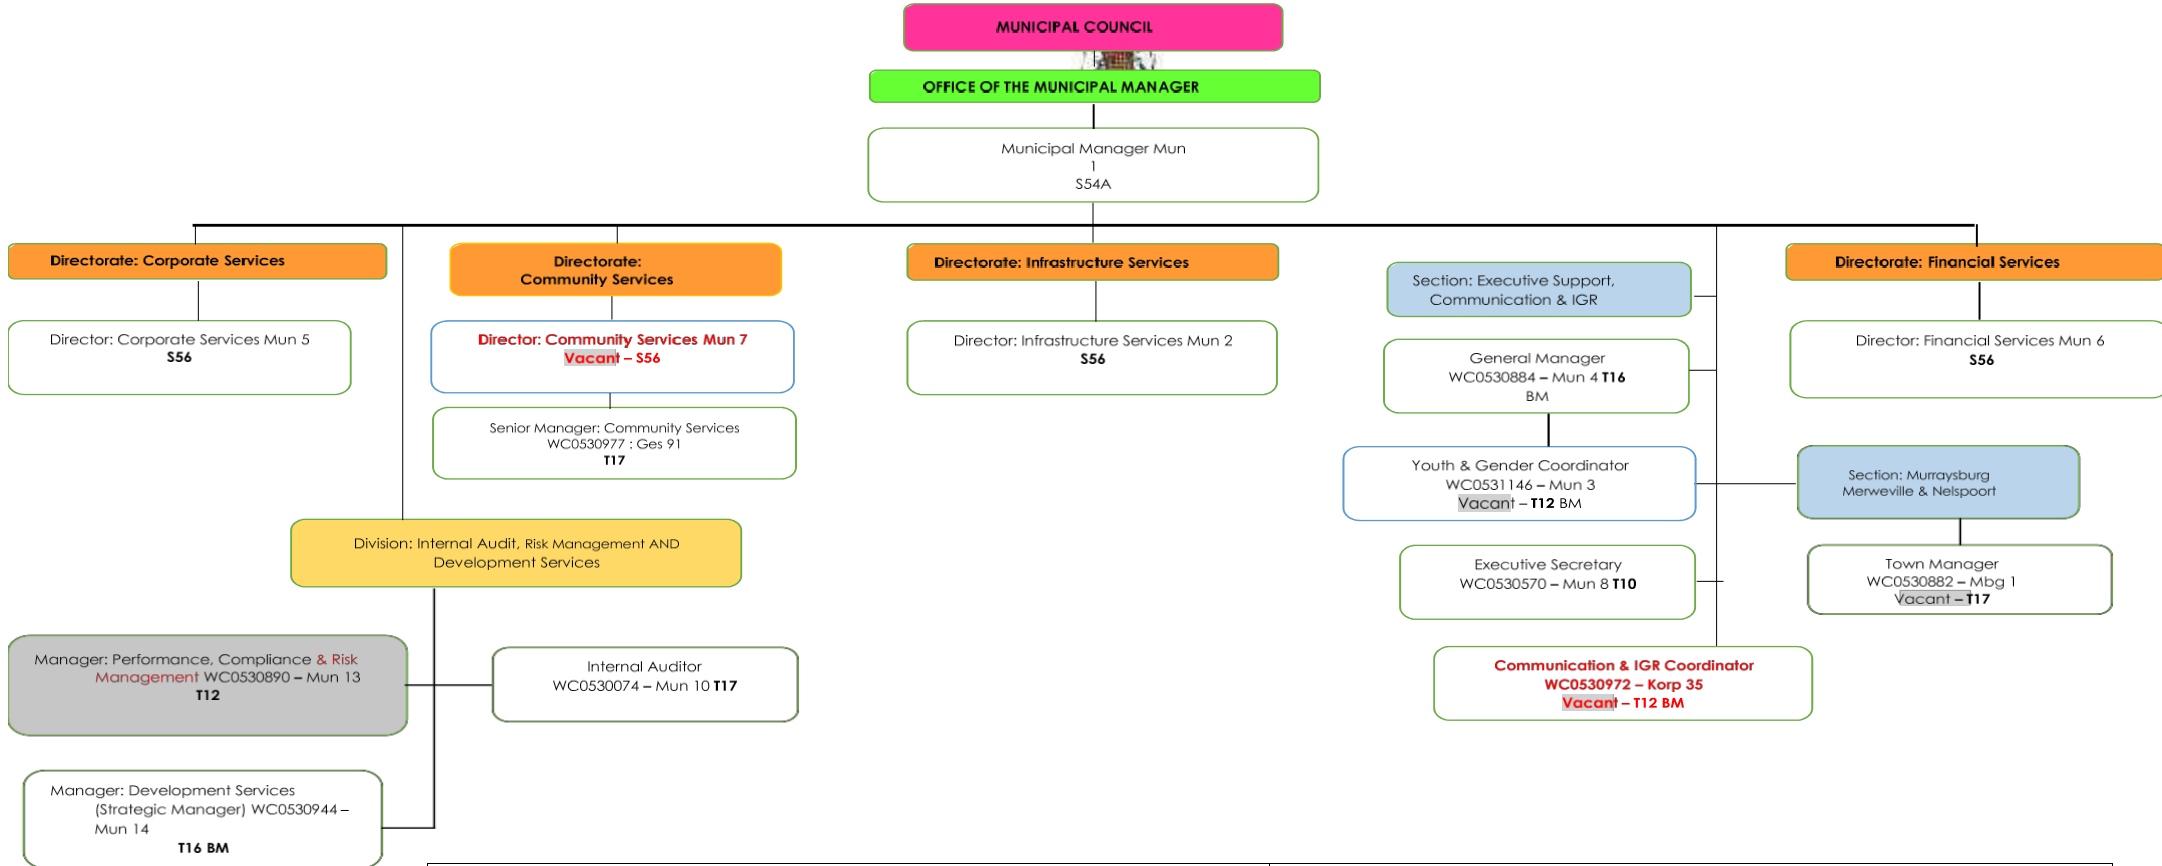 MUNICIPAL COUNCIL
OFFICE OF THE MUNICIPAL MANAGER
Municipal Manager Mun
1
S54A
Directorate: Corporate Services
Director: Corporate Services Mun 5
S56
Directorate:
Community Services
Director: Community Services Mun 7
Vacant – S56
Senior Manager: Community Services
WC0530977 : Ges 91
T17
Directorate: Infrastructure Services
Director: Infrastructure Services Mun 2
S56
Section: Executive Support,
Communication & IGR
General Manager
WC0530884 – Mun 4 T16
BM
Youth & Gender Coordinator
WC0531146 – Mun 3
Vacant – T12 BM
Executive Secretary
WC0530570 – Mun 8 T10
Communication & IGR Coordinator
WC0530972 – Korp 35
Vacant – T12 BM
Directorate: Financial Services
Director: Financial Services Mun 6
S56
Section: Murraysburg
Merweville & Nelspoort
Town Manager
WC0530882 – Mbg 1
Vacant – T17
Division: Internal Audit, Risk Management AND
Development Services
Manager: Performance, Compliance & Risk
Management WC0530890 – Mun 13
T12
Internal Auditor
WC0530074 – Mun 10 T17
Manager: Development Services
(Strategic Manager) WC0530944 –
Mun 14
T16 BM